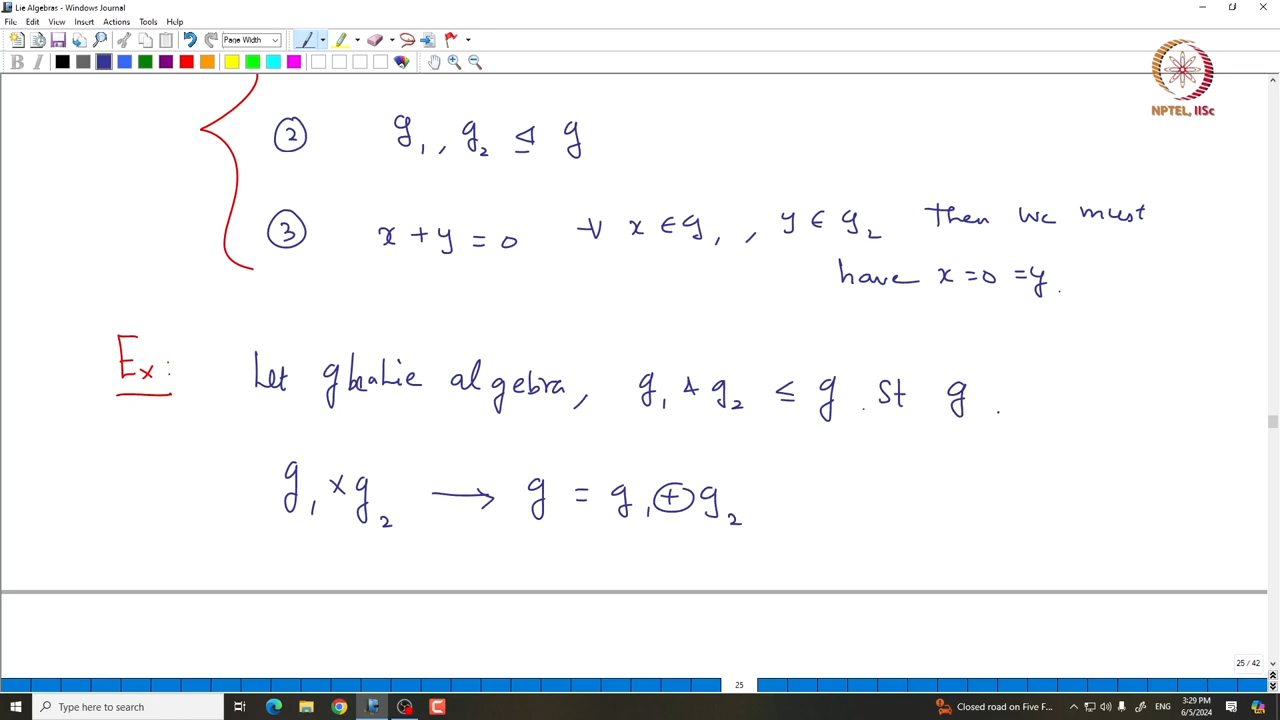 Lie Algebras - Windows Journal
File Edit View Insert Actions Tools Help
Page Width
B I
NPTEL, IISc
② g₁, g₂ ⊴ g
③ x + y = 0 ∀ x ∈ g₁, y ∈ g₂ then we must
have x = 0 = y.
Ex: Let g be a Lie algebra, g₁ & g₂ ≤ g. St g.
g₁ × g₂ ⟶ g = g₁ ⊕ g₂
25 / 42
25
Type here to search
Closed road on Five F...
ENG
3:29 PM
6/5/2024